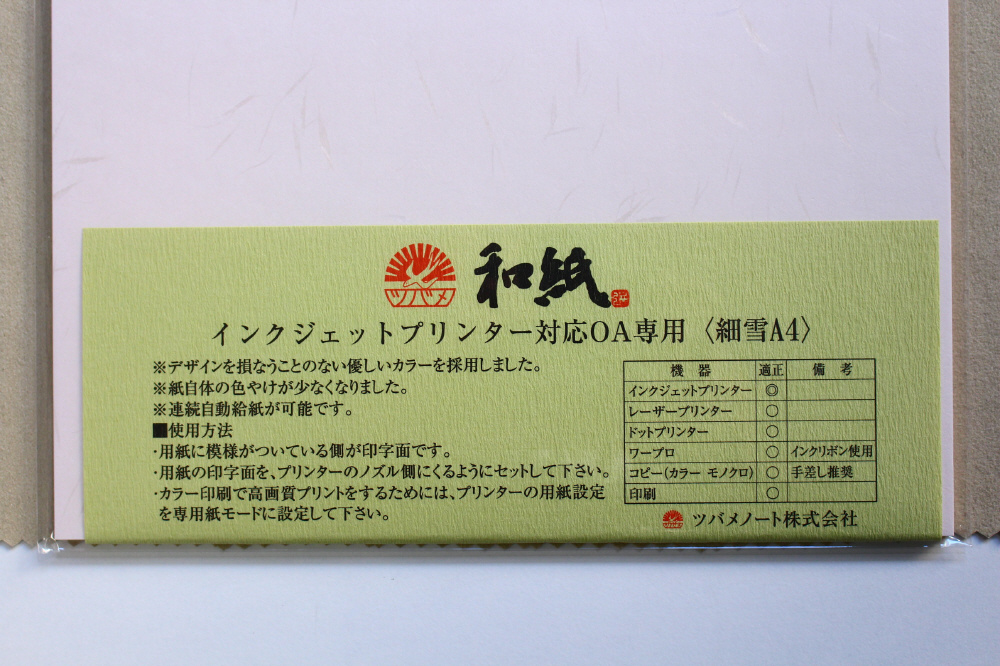 ツバメ
和紙
インクジェットプリンター対応OA専用〈細雪A4〉
※デザインを損なうことのない優しいカラーを採用しました。
※紙自体の色やけが少なくなりました。
※連続自動給紙が可能です。
■使用方法
・用紙に模様がついている側が印字面です。
・用紙の印字面を、プリンターのノズル側にくるようにセットして下さい。
・カラー印刷で高画質プリントをするためには、プリンターの用紙設定
を専用紙モードに設定して下さい。
機器 適正 備考
インクジェットプリンター ◎
レーザープリンター ○
ドットプリンター ○
ワープロ ○ インクリボン使用
コピー(カラー モノクロ) ○ 手差し推奨
印刷 ○
ツバメノート株式会社